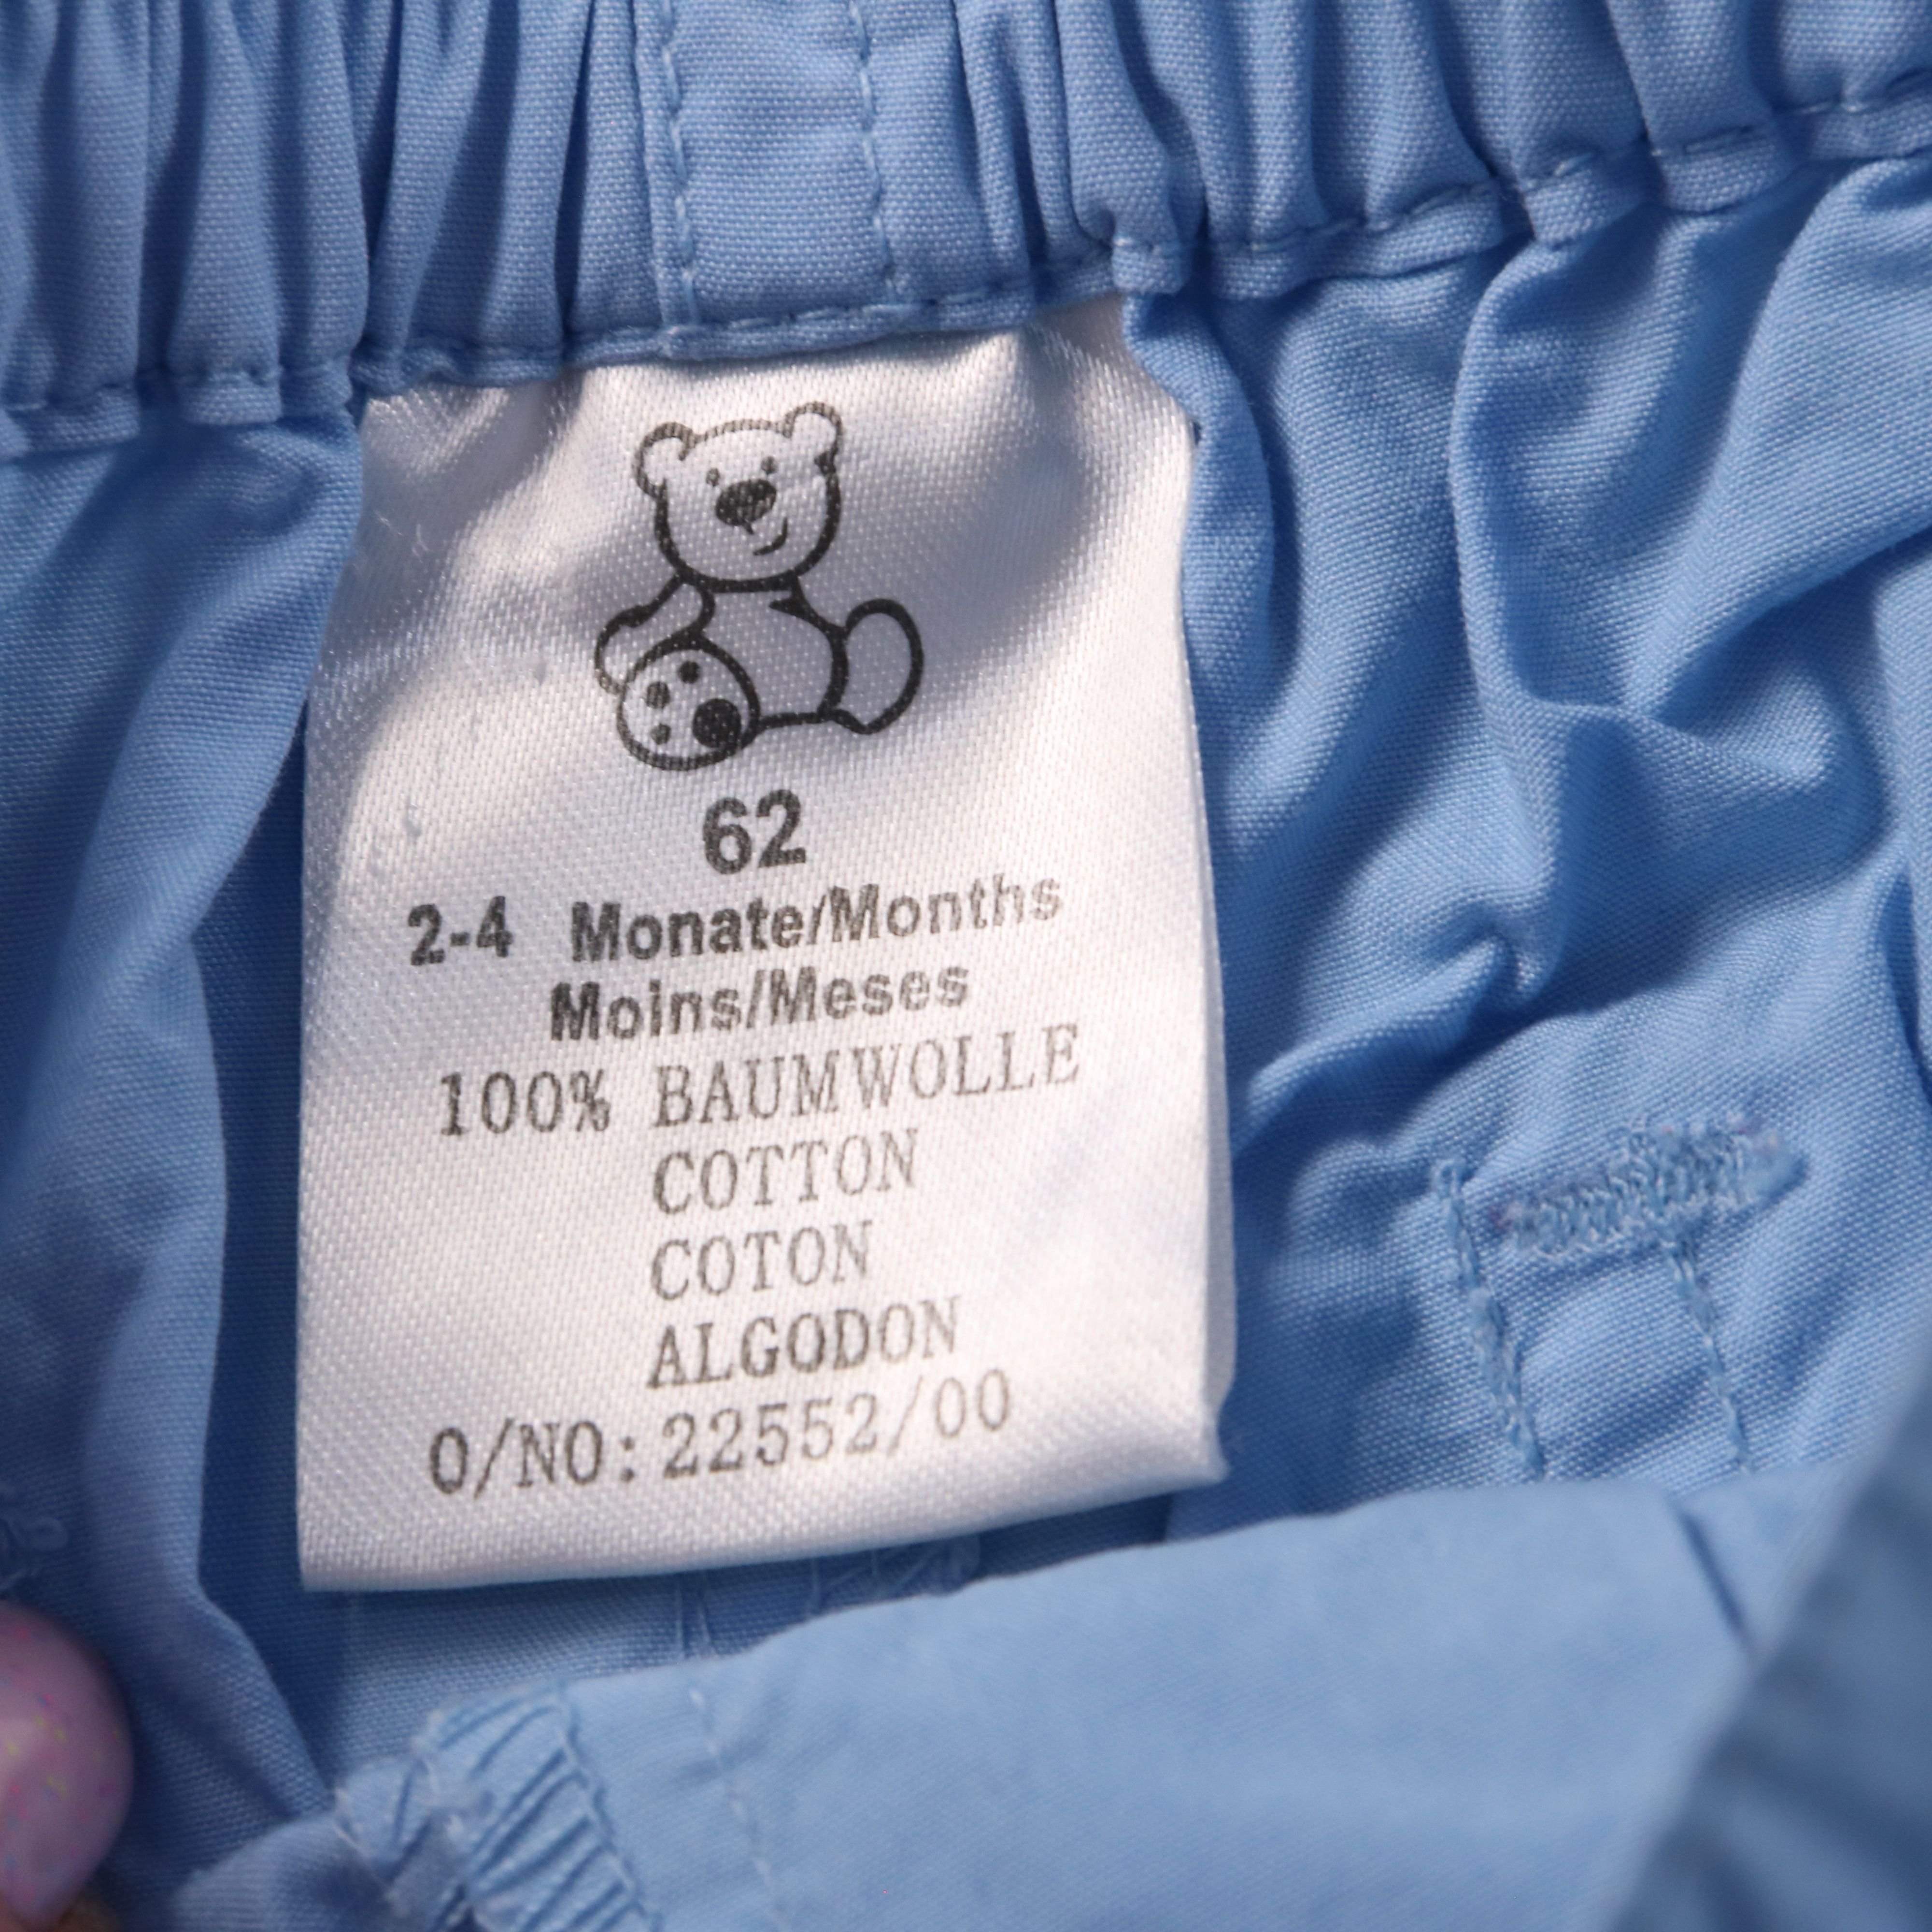 62
2-4 Monate/Months
Moins/Meses
100% BAUMWOLLE
COTTON
COTON
ALGODON
O/NO:22552/00